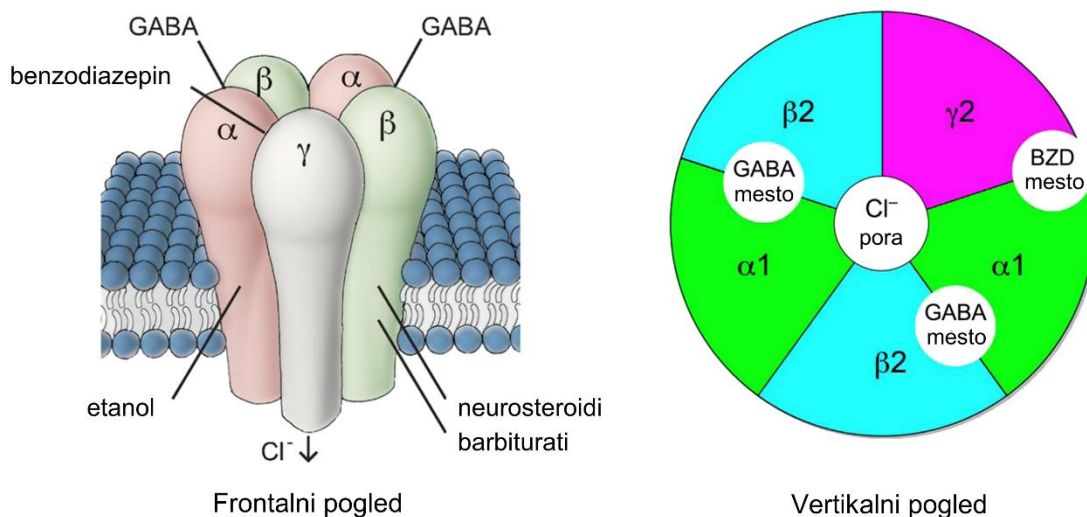 GABA
GABA
benzodiazepin
β
α
α
β
γ
etanol
neurosteroidi
barbiturati
Cl⁻ ↓
Frontalni pogled
β2
γ2
GABA
mesto
BZD
mesto
Cl⁻
pora
α1
α1
GABA
mesto
β2
Vertikalni pogled